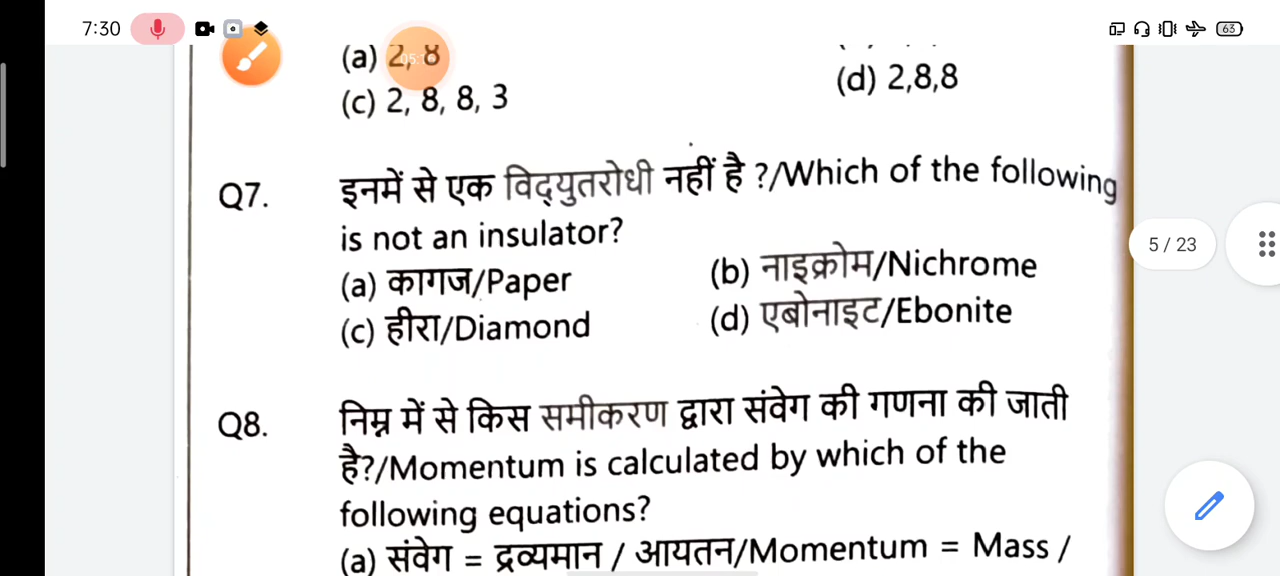 7:30
63
(a) 2, 8
(c) 2, 8, 8, 3
(d) 2,8,8
Q7. इनमें से एक विद्युतरोधी नहीं है ?/Which of the following
is not an insulator?
(a) कागज/Paper (b) नाइक्रोम/Nichrome
(c) हीरा/Diamond (d) एबोनाइट/Ebonite
5 / 23
Q8. निम्न में से किस समीकरण द्वारा संवेग की गणना की जाती
है?/Momentum is calculated by which of the
following equations?
(a) संवेग = द्रव्यमान / आयतन/Momentum = Mass /